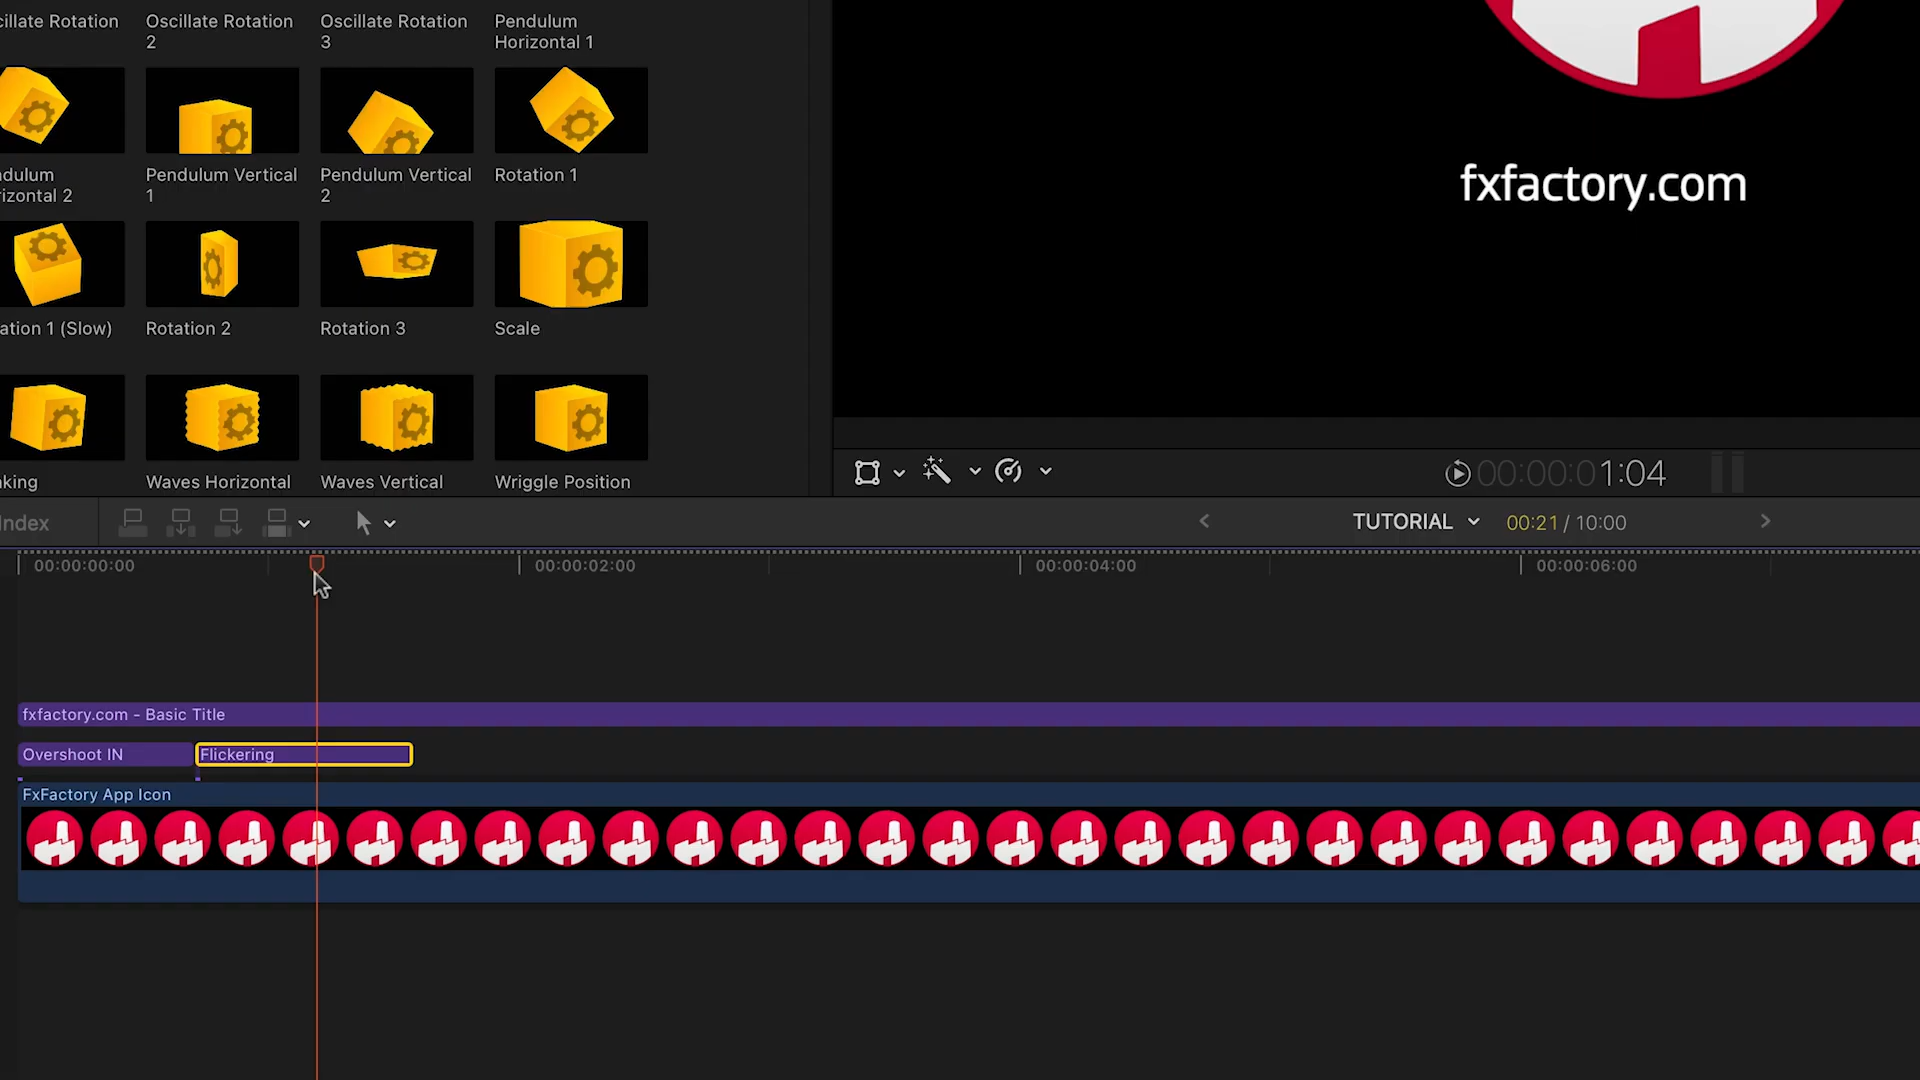 cillate Rotation
Oscillate Rotation
2
Oscillate Rotation
3
Pendulum
Horizontal 1
ndulum
rizontal 2
Pendulum Vertical
1
Pendulum Vertical
2
Rotation 1
ation 1 (Slow)
Rotation 2
Rotation 3
Scale
aking
Waves Horizontal
Waves Vertical
Wriggle Position
fxfactory.com
00:00:01:04
Index
TUTORIAL
00:21 / 10:00
00:00:00:00
00:00:02:00
00:00:04:00
00:00:06:00
fxfactory.com - Basic Title
Overshoot IN
Flickering
FxFactory App Icon